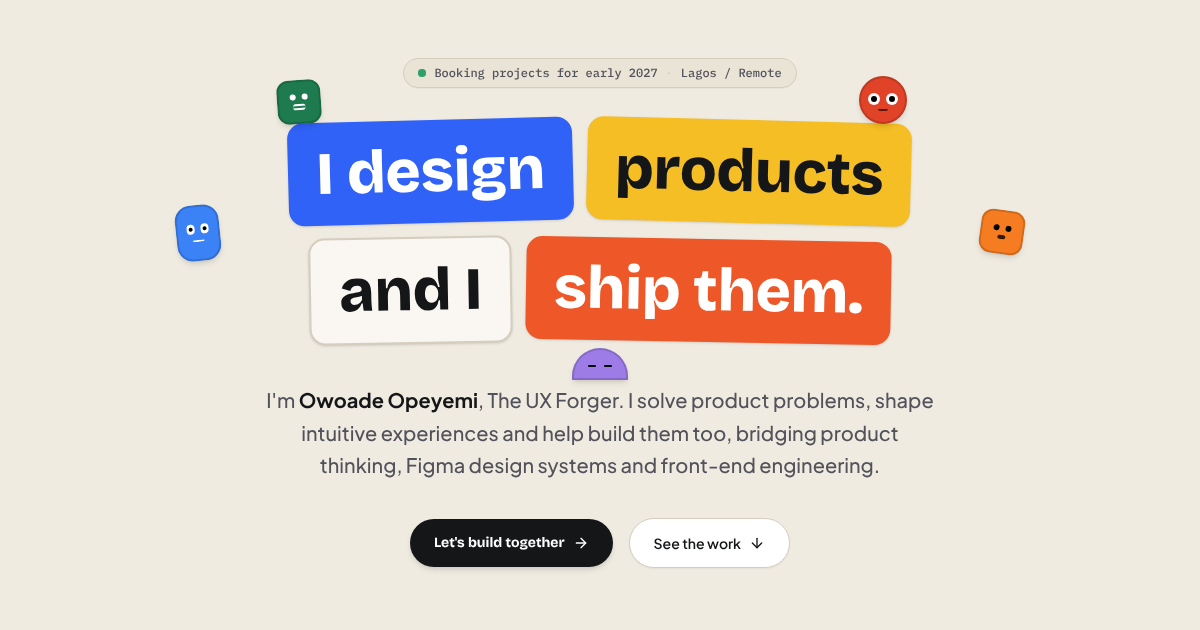 Booking projects for early 2027 · Lagos / Remote
I design products
and I ship them.
I'm Owoade Opeyemi, The UX Forger. I solve product problems, shape
intuitive experiences and help build them too, bridging product
thinking, Figma design systems and front-end engineering.
Let's build together → See the work ↓